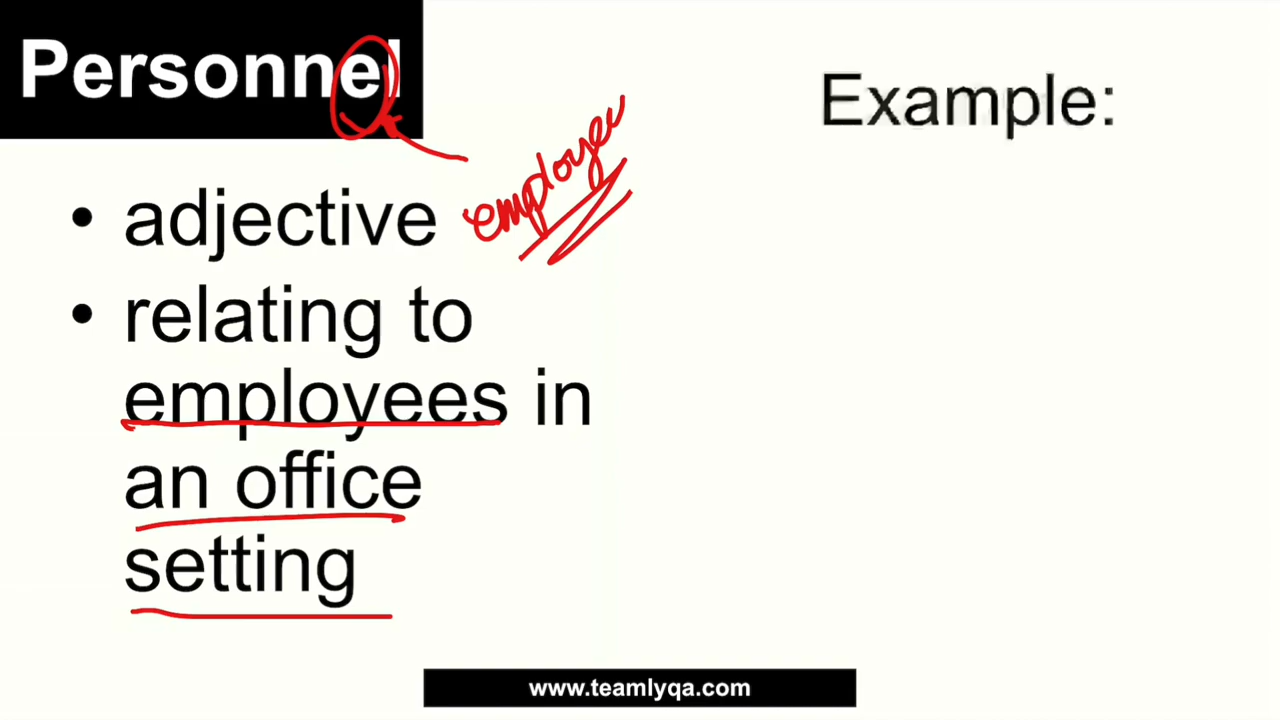 Personnel
Example:
employee
• adjective
• relating to
employees in
an office
setting
www.teamlyqa.com